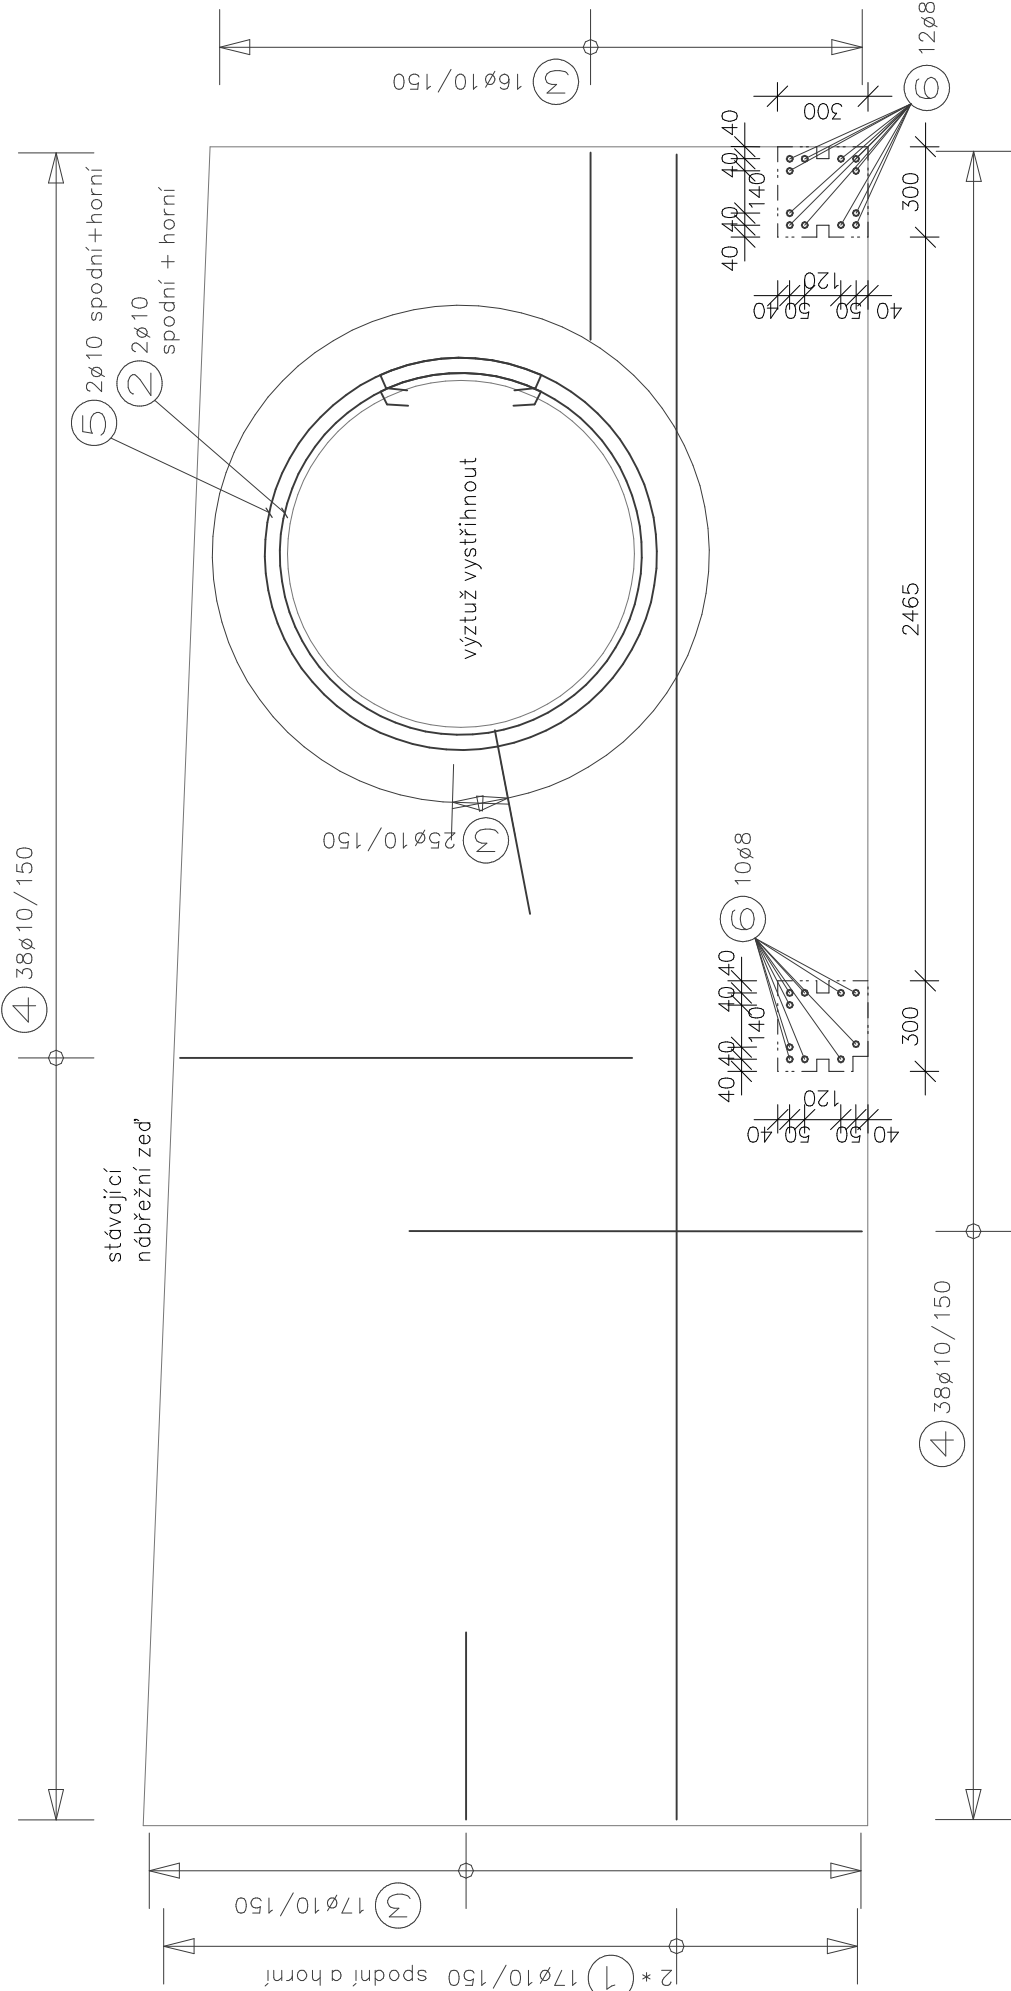 3 16ø10/150
6 12ø8
300
40
40
140
40
40
300
40
50
120
50
40
5 2ø10 spodní+horní
2 2ø10
spodní + horní
výztuž vystřihnout
2465
3 25ø10/150
4 38ø10/150
6 10ø8
40
40
140
40
40
300
40
50
120
50
40
stávající
nábřežní zeď
4 38ø10/150
3 17ø10/150
2* 1 17ø10/150 spodní a horní